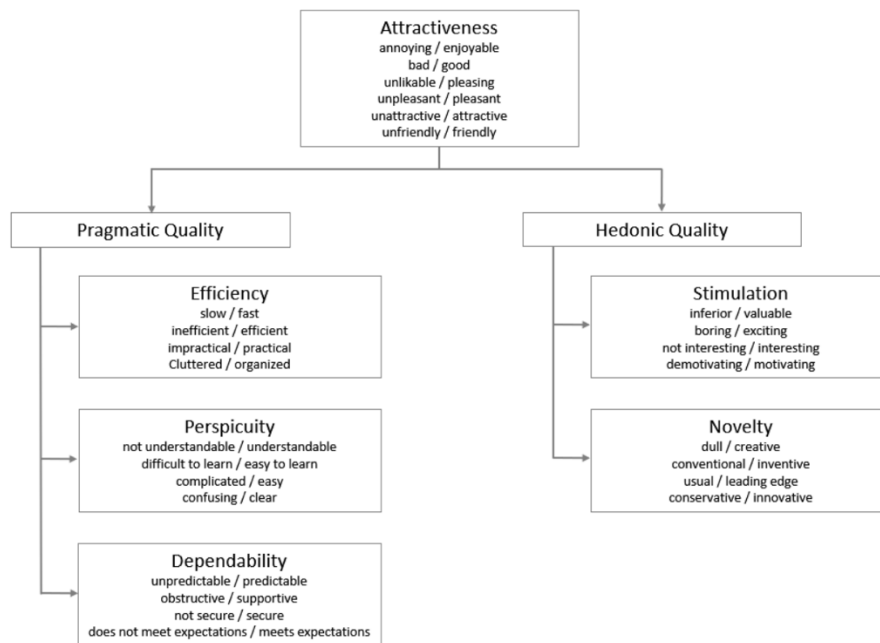 Attractiveness
annoying / enjoyable
bad / good
unlikable / pleasing
unpleasant / pleasant
unattractive / attractive
unfriendly / friendly
Pragmatic Quality
Efficiency
slow / fast
inefficient / efficient
impractical / practical
Cluttered / organized
Perspicuity
not understandable / understandable
difficult to learn / easy to learn
complicated / easy
confusing / clear
Dependability
unpredictable / predictable
obstructive / supportive
not secure / secure
does not meet expectations / meets expectations
Hedonic Quality
Stimulation
inferior / valuable
boring / exciting
not interesting / interesting
demotivating / motivating
Novelty
dull / creative
conventional / inventive
usual / leading edge
conservative / innovative